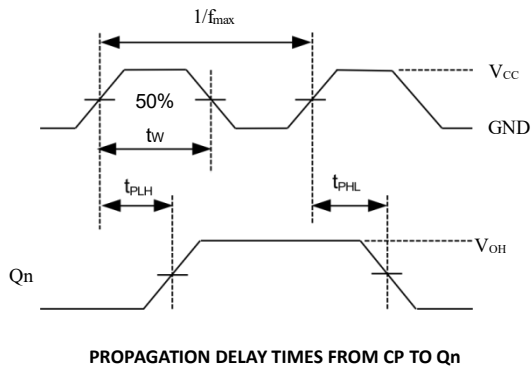 1/fmax
VCC
50%
GND
tW
tPLH
tPHL
VOH
Qn
PROPAGATION DELAY TIMES FROM CP TO Qn